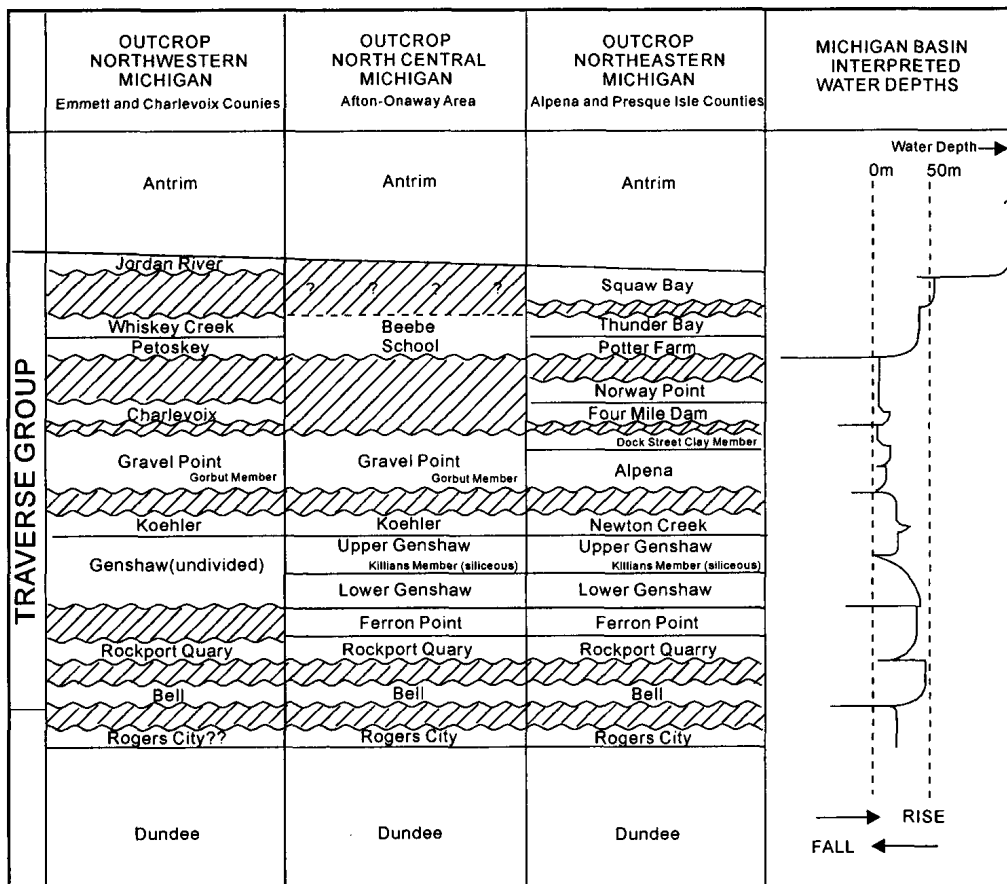 OUTCROP
NORTHWESTERN
MICHIGAN
Emmett and Charlevoix Counies
OUTCROP
NORTH CENTRAL
MICHIGAN
Afton-Onaway Area
OUTCROP
NORTHEASTERN
MICHIGAN
Alpena and Presque Isle Counties
MICHIGAN BASIN
INTERPRETED
WATER DEPTHS
TRAVERSE GROUP
Antrim
Jordan River
Whiskey Creek
Petoskey
Charlevoix
Gravel Point
Gorbut Member
Koehler
Genshaw(undivided)
Rockport Quary
Bell
Rogers City??
Dundee
Antrim
? ? ? ?
Beebe
School
Gravel Point
Gorbut Member
Koehler
Upper Genshaw
Killians Member (siliceous)
Lower Genshaw
Ferron Point
Rockport Quary
Bell
Rogers City
Dundee
Antrim
Squaw Bay
Thunder Bay
Potter Farm
Norway Point
Four Mile Dam
Dock Street Clay Member
Alpena
Newton Creek
Upper Genshaw
Killians Member (siliceous)
Lower Genshaw
Ferron Point
Rockport Quarry
Bell
Rogers City
Dundee
Water Depth
0m 50m
RISE
FALL